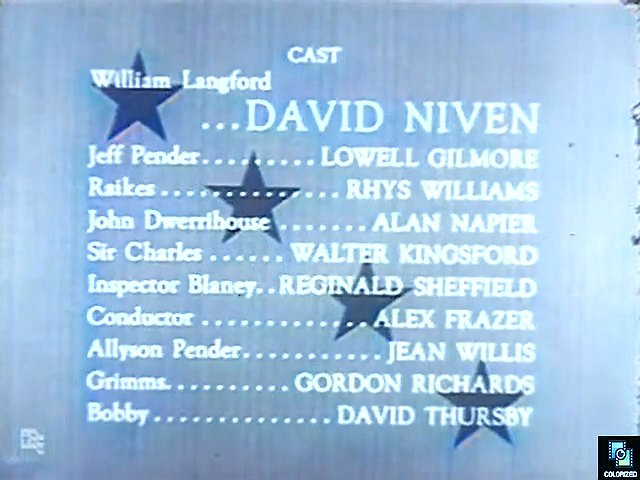 CAST
William Langford
...DAVID NIVEN
Jeff Pender..........LOWELL GILMORE
Raikes................RHYS WILLIAMS
John Dwerrihouse.......ALAN NAPIER
Sir Charles ...... WALTER KINGSFORD
Inspector Blaney..REGINALD SHEFFIELD
Conductor .............ALEX FRAZER
Allyson Pender...........JEAN WILLIS
Grimms..........GORDON RICHARDS
Bobby...............DAVID THURSBY
COLORIZED